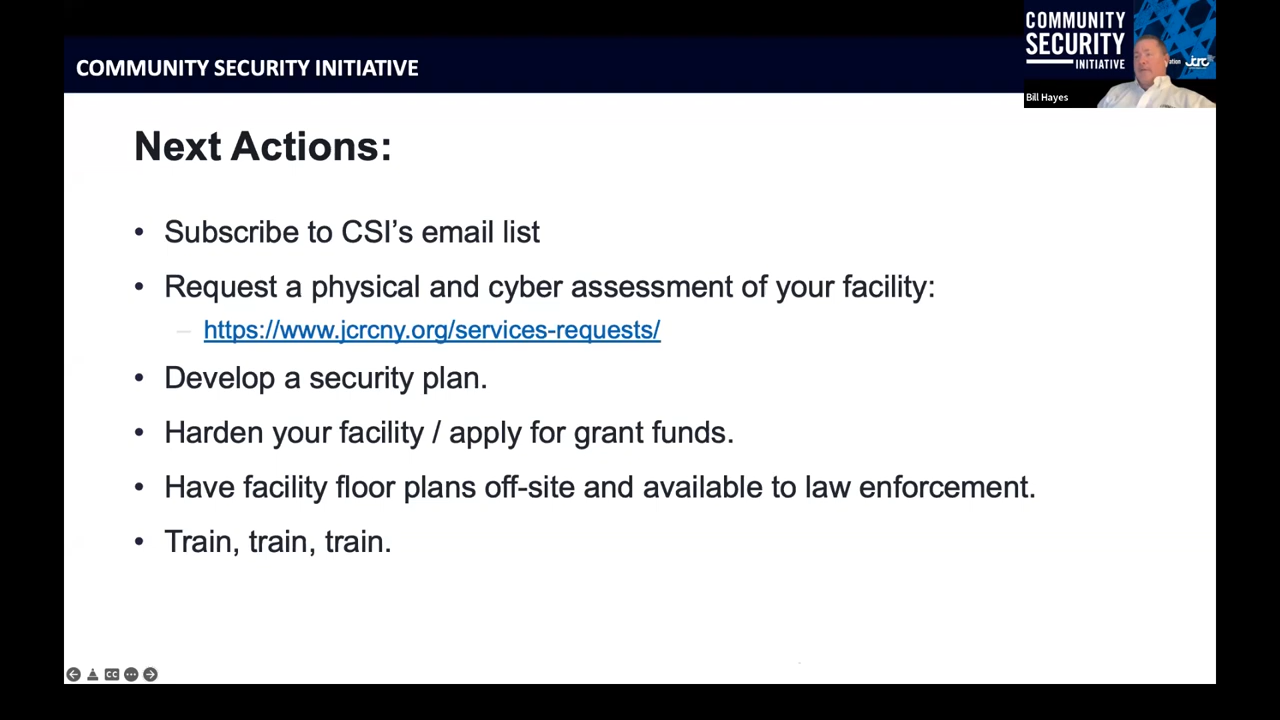 COMMUNITY SECURITY INITIATIVE
COMMUNITY
SECURITY
INITIATIVE
jcrc
Bill Hayes
Next Actions:
• Subscribe to CSI’s email list
• Request a physical and cyber assessment of your facility:
– https://www.jcrcny.org/services-requests/
• Develop a security plan.
• Harden your facility / apply for grant funds.
• Have facility floor plans off-site and available to law enforcement.
• Train, train, train.
CC